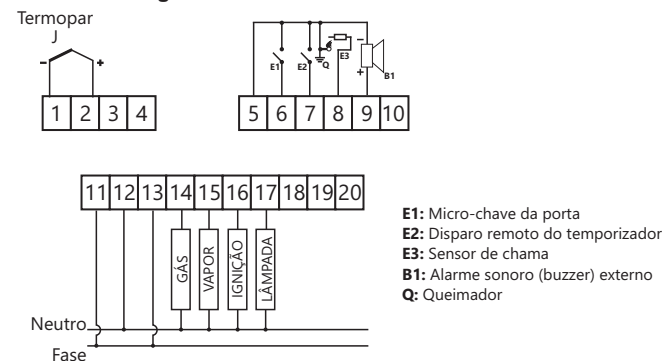 Termopar
J
- +
1 2 3 4
E1 E2 Q E3 - + B1
5 6 7 8 9 10
11 12 13 14 15 16 17 18 19 20
GÁS
VAPOR
IGNIÇÃO
LÂMPADA
Neutro
Fase
E1: Micro-chave da porta
E2: Disparo remoto do temporizador
E3: Sensor de chama
B1: Alarme sonoro (buzzer) externo
Q: Queimador